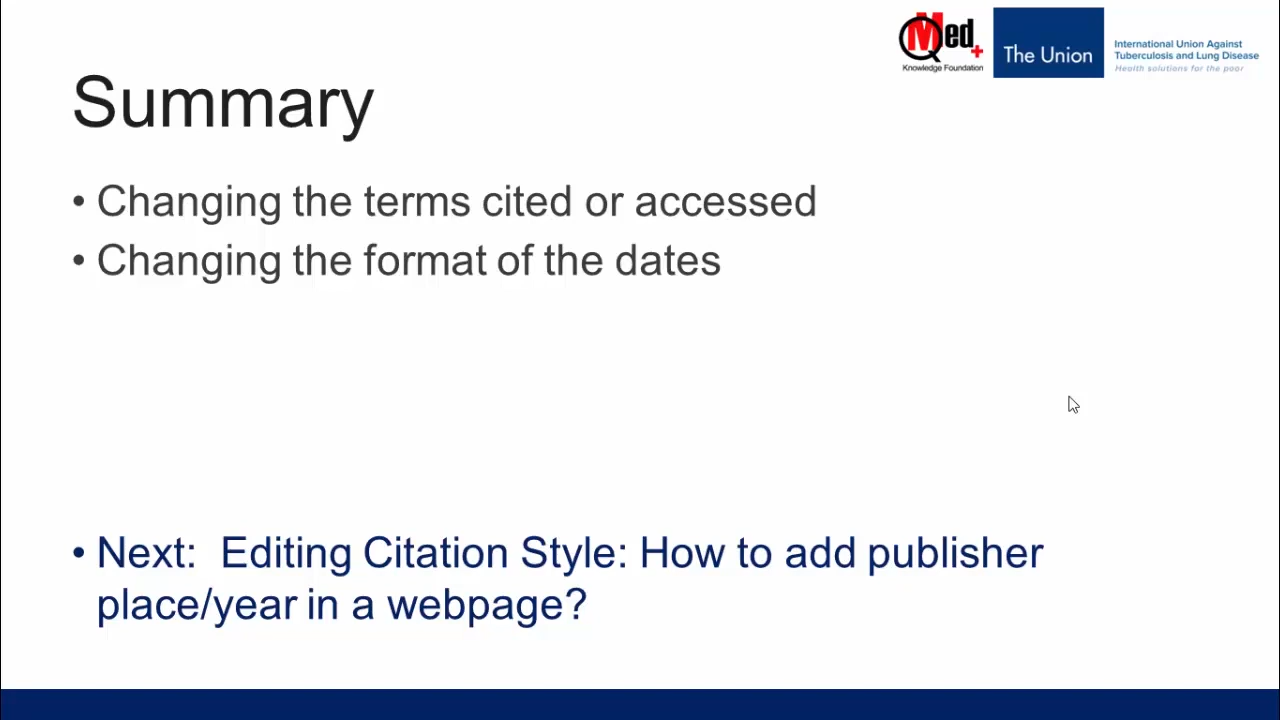 QMed+
Knowledge Foundation
The Union
International Union Against
Tuberculosis and Lung Disease
Health solutions for the poor
Summary
• Changing the terms cited or accessed
• Changing the format of the dates
• Next:  Editing Citation Style: How to add publisher
place/year in a webpage?